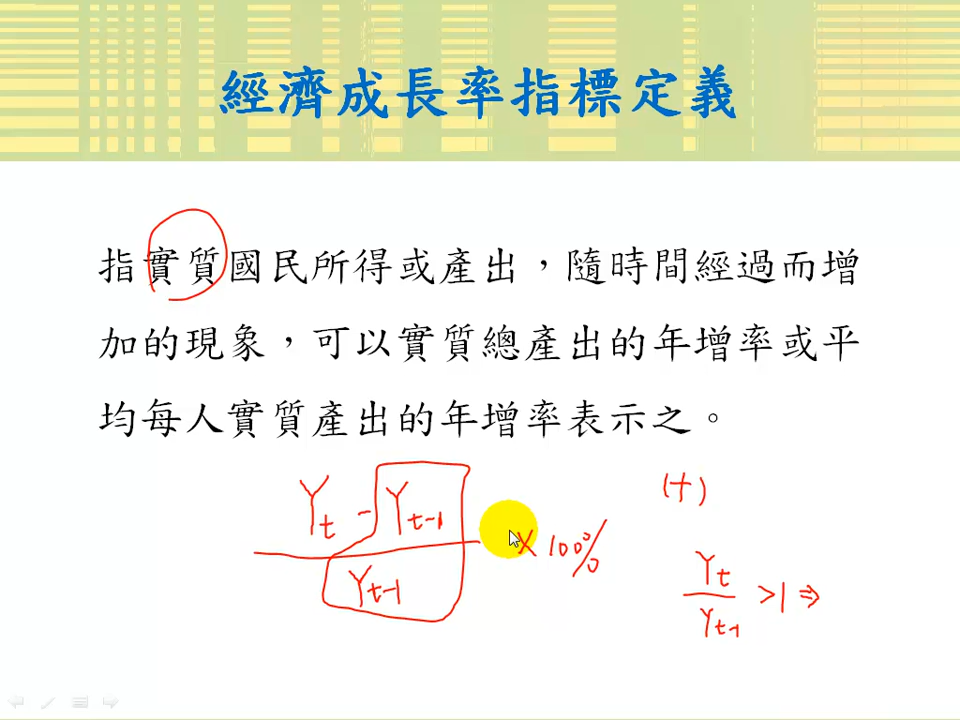 經濟成長率指標定義
指實質國民所得或產出，隨時間經過而增
加的現象，可以實質總產出的年增率或平
均每人實質產出的年增率表示之。
(+)
Yt - Yt-1
Yt-1
× 100%
Yt
Yt-1
>1 ⇒